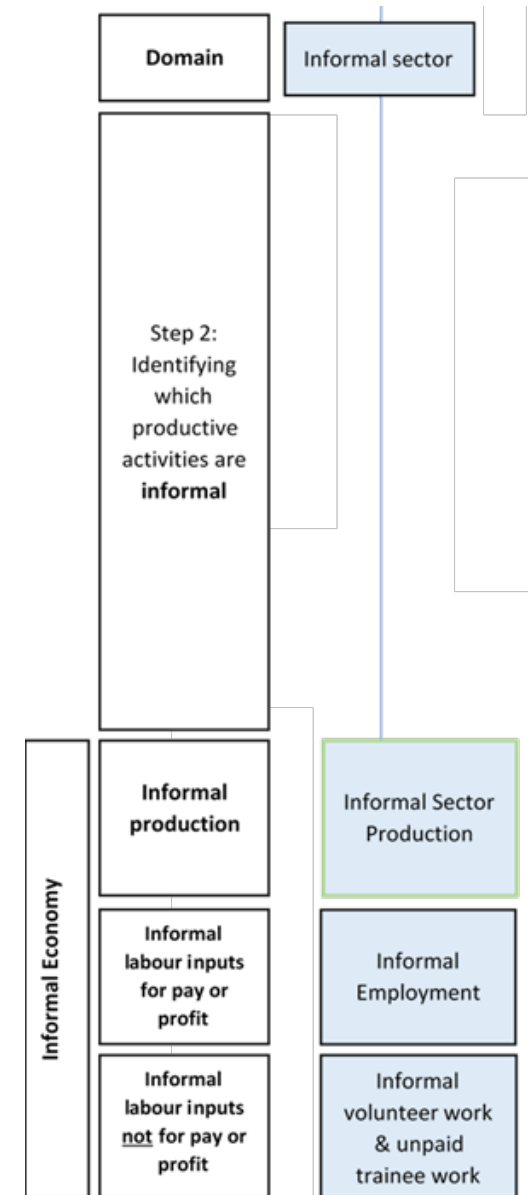 Domain
Informal sector
Step 2:
Identifying
which
productive
activities are
informal
Informal Economy
Informal
production
Informal Sector
Production
Informal
labour inputs
for pay or
profit
Informal
Employment
Informal
labour inputs
not for pay or
profit
Informal
volunteer work
& unpaid
trainee work